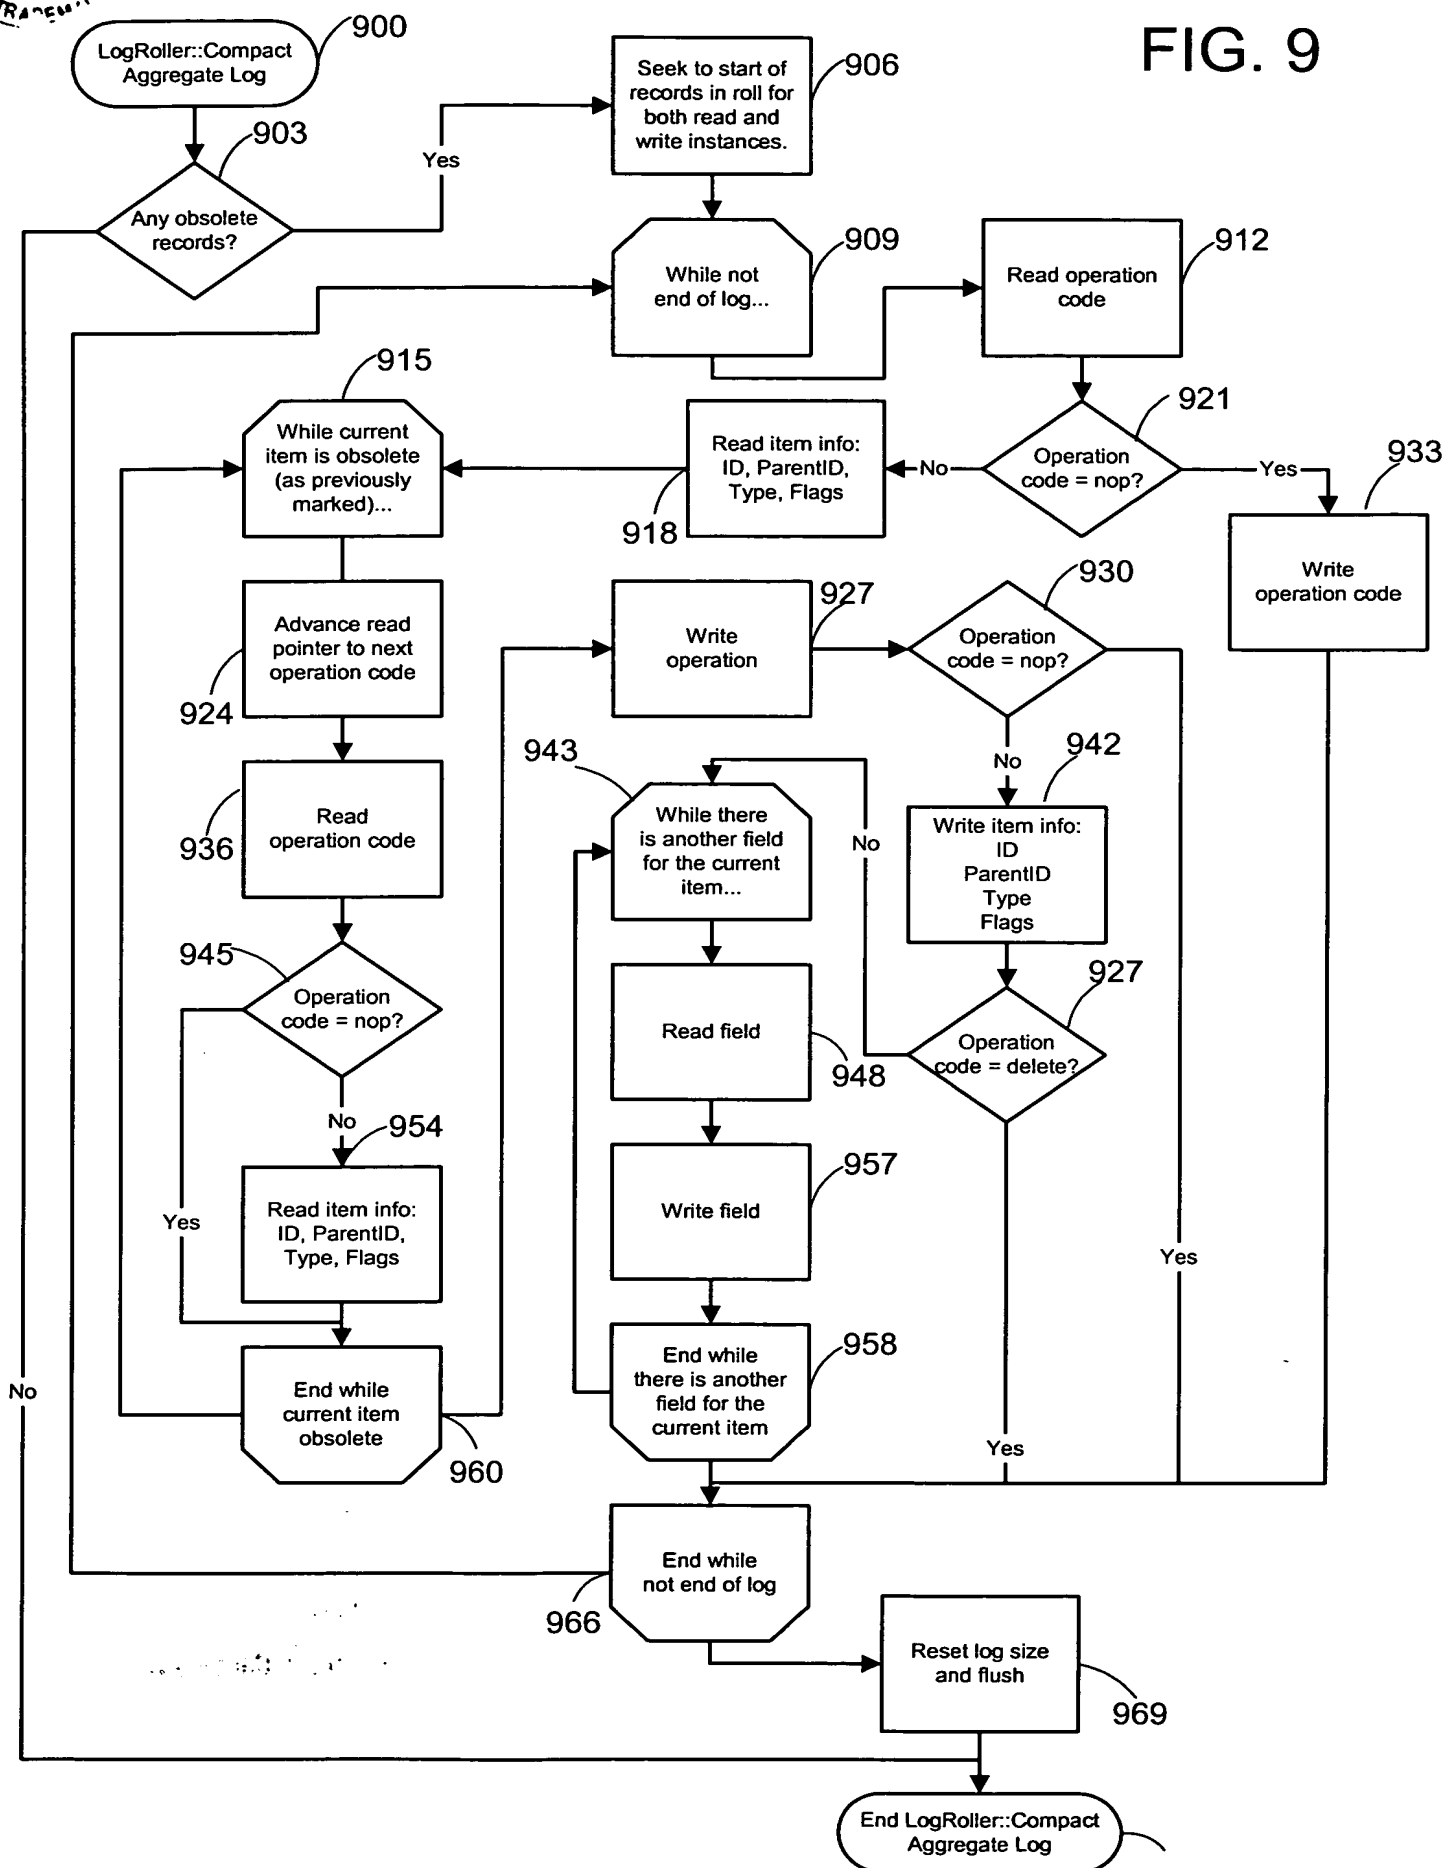 FIG. 9
LogRoller::Compact
Aggregate Log
900
903
Any obsolete
records?
Yes
No
Seek to start of
records in roll for
both read and
write instances.
906
While not
end of log...
909
Read operation
code
912
921
Operation
code = nop?
No
Yes
Read item info:
ID, ParentID,
Type, Flags
918
933
Write
operation code
915
While current
item is obsolete
(as previously
marked)...
Advance read
pointer to next
operation code
924
Read
operation code
936
945
Operation
code = nop?
No
Yes
954
Read item info:
ID, ParentID,
Type, Flags
End while
current item
obsolete
960
Write
operation
927
930
Operation
code = nop?
No
Yes
942
Write item info:
ID
ParentID
Type
Flags
927
Operation
code = delete?
No
Yes
943
While there
is another field
for the current
item...
Read field
948
Write field
957
End while
there is another
field for the
current item
958
End while
not end of log
966
Reset log size
and flush
969
End LogRoller::Compact
Aggregate Log